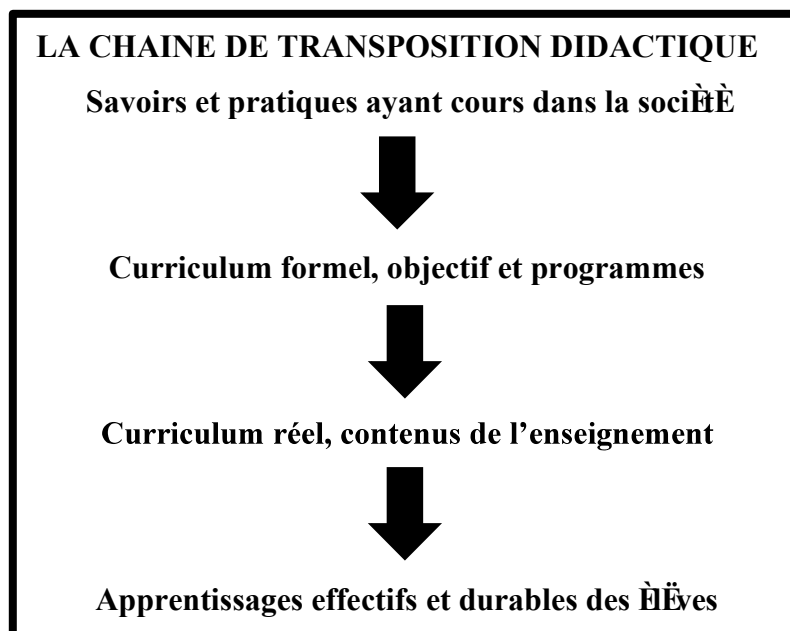 LA CHAINE DE TRANSPOSITION DIDACTIQUE
Savoirs et pratiques ayant cours dans la sociÈtÈ
Curriculum formel, objectif et programmes
Curriculum réel, contenus de l’enseignement
Apprentissages effectifs et durables des ÈlËves